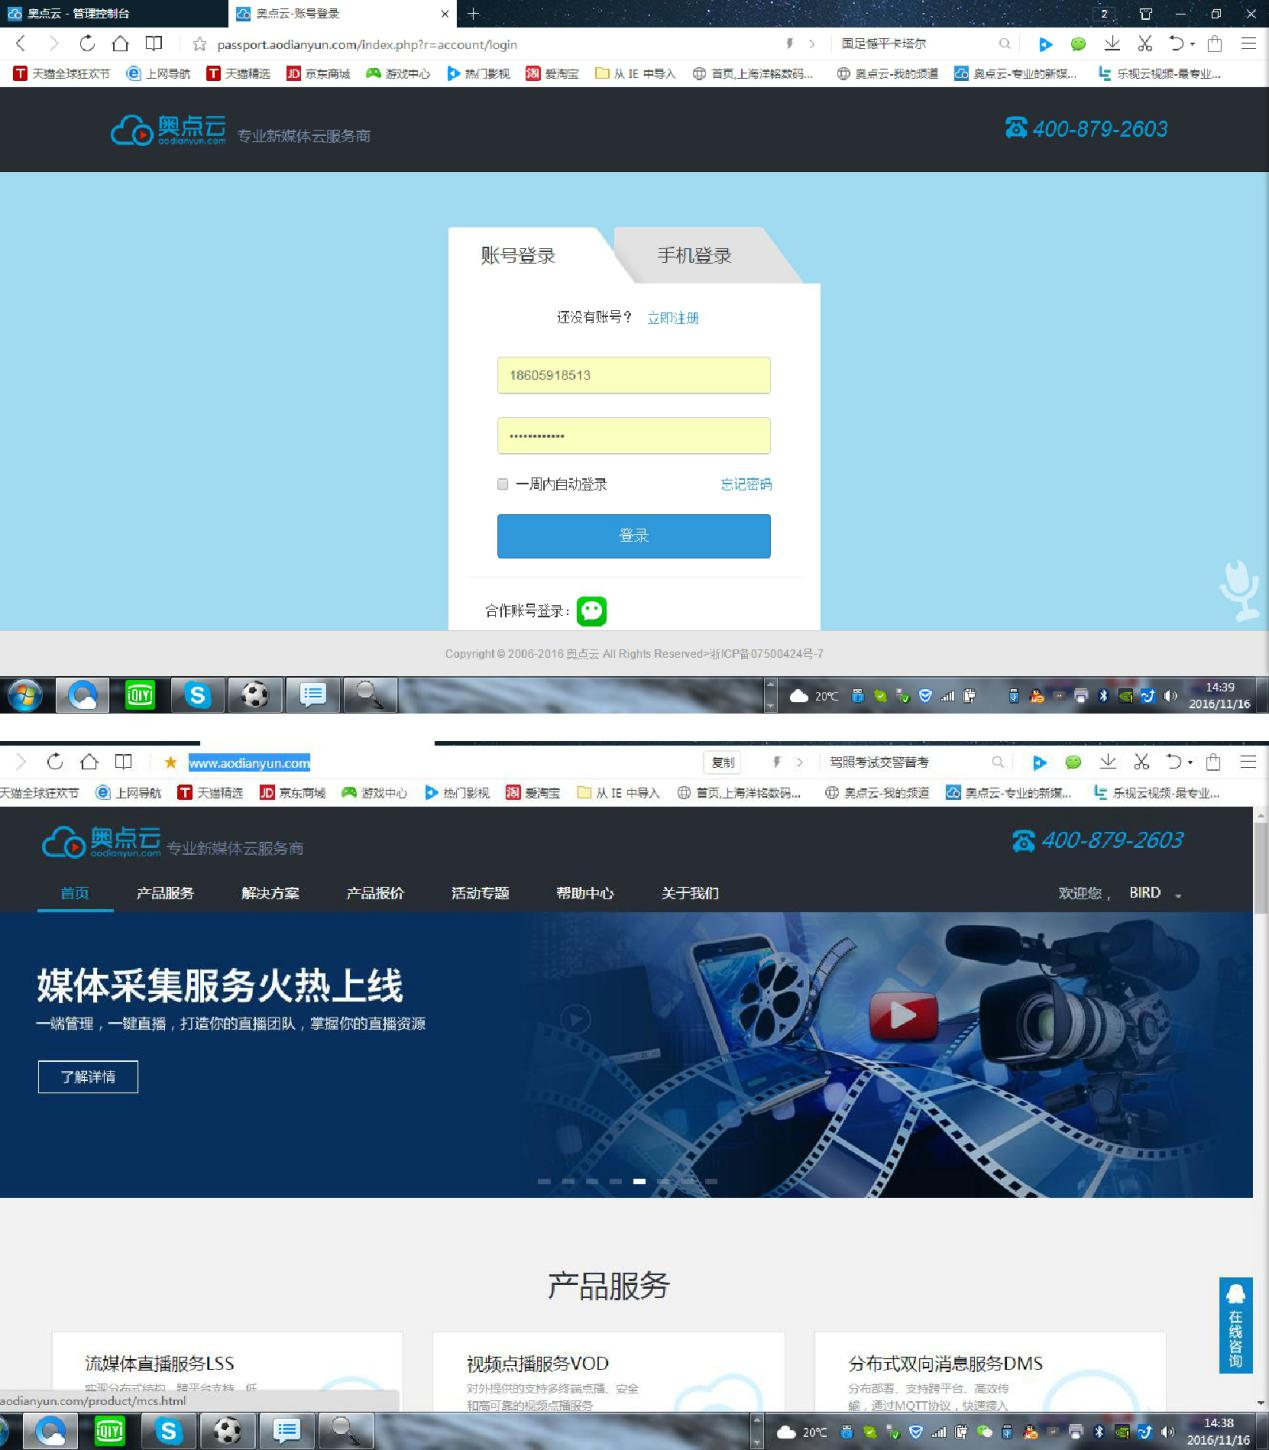 奥点云 - 管理控制台
奥点云-账号登录
2
passport.aodianyun.com/index.php?r=account/login
国足憾平卡塔尔
天猫全球狂欢节 上网导航 天猫精选 京东商城 游戏中心 热门影视 爱淘宝 从 IE 中导入 首页,上海洋铭数码... 奥点云-我的频道 奥点云-专业的新媒... 乐视云视频-最专业...
奥点云 专业新媒体云服务商
aodianyun.com
400-879-2603
账号登录 手机登录
还没有账号? 立即注册
18605918513
••••••••••••
一周内自动登录 忘记密码
登录
合作账号登录:
Copyright © 2006-2016 奥点云 All Rights Reserved>浙ICP备07500424号-7
QIY
20℃
14:39
2016/11/16
www.aodianyun.com
复制
驾照考试交警替考
天猫全球狂欢节 上网导航 天猫精选 京东商城 游戏中心 热门影视 爱淘宝 从 IE 中导入 首页,上海洋铭数码... 奥点云-我的频道 奥点云-专业的新媒... 乐视云视频-最专业...
奥点云 专业新媒体云服务商
aodianyun.com
400-879-2603
首页 产品服务 解决方案 产品报价 活动专题 帮助中心 关于我们
欢迎您, BIRD
媒体采集服务火热上线
一端管理,一键直播,打造你的直播团队,掌握你的直播资源
了解详情
产品服务
在线咨询
流媒体直播服务LSS
实现分布式结构、跨平台支持、低
视频点播服务VOD
对外提供的支持多终端点播、安全
和高可靠的视频点播服务
分布式双向消息服务DMS
分布部署、支持跨平台、高效传
输,通过MQTT协议,快速接入
aodianyun.com/product/mcs.html
QIY
20℃
14:38
2016/11/16